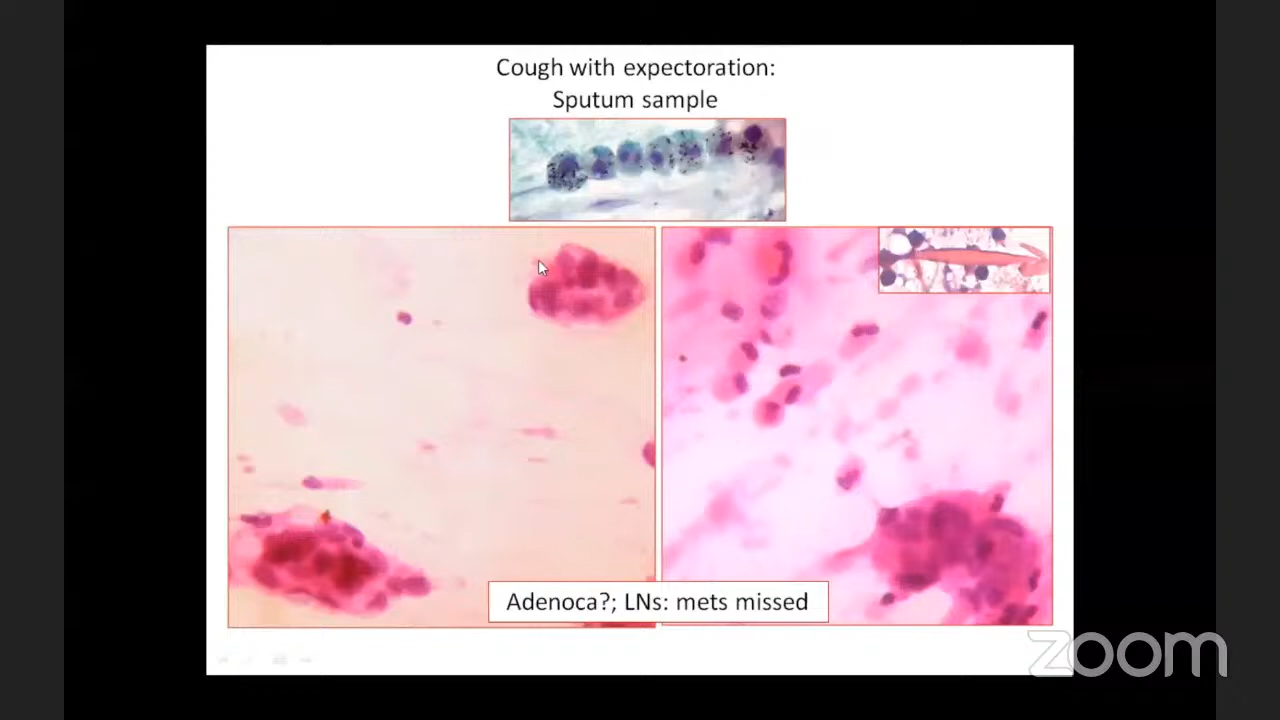 Cough with expectoration:
Sputum sample
Adenoca?; LNs: mets missed
zoom